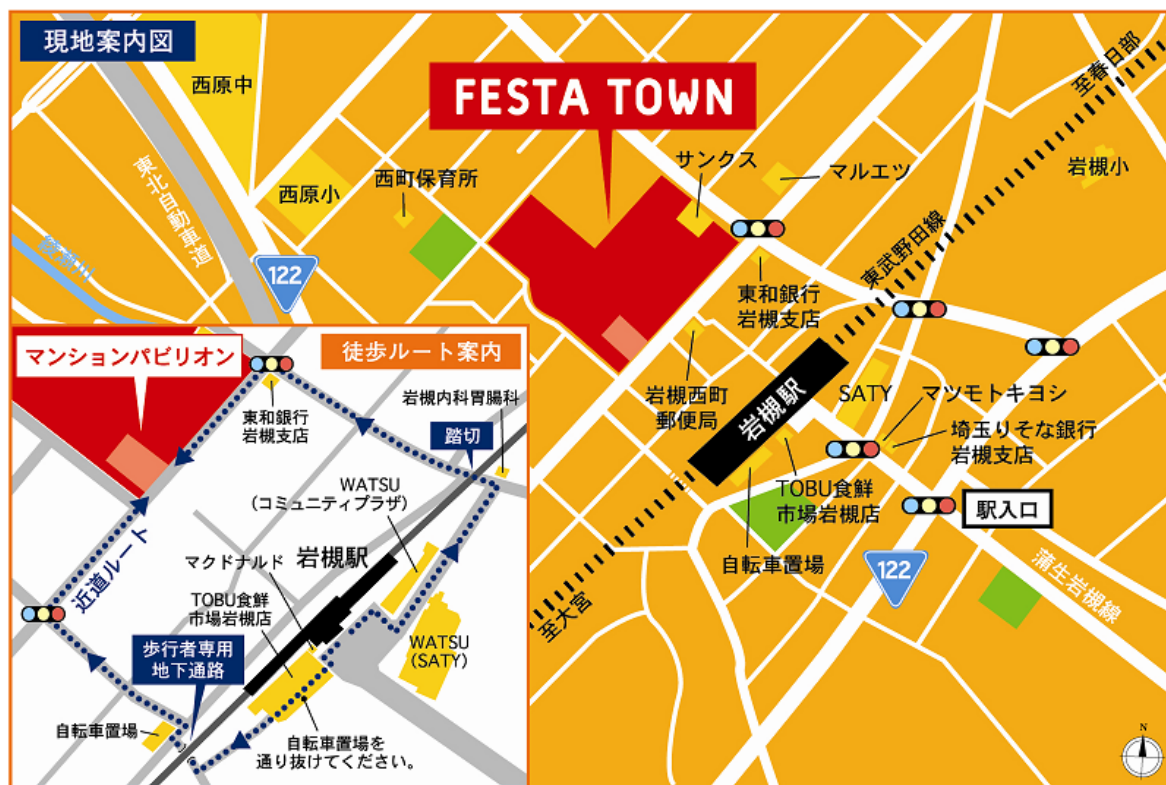 現地案内図
FESTA TOWN
西原中
東北自動車道
綾瀬川
122
西原小
西町保育所
サンクス
マルエツ
至春日部
岩槻小
東武野田線
東和銀行
岩槻支店
岩槻西町
郵便局
岩槻駅
SATY
マツモトキヨシ
埼玉りそな銀行
岩槻支店
TOBU食鮮
市場岩槻店
自転車置場
駅入口
122
蒲生岩槻線
至大宮
N
徒歩ルート案内
マンションパビリオン
東和銀行
岩槻支店
岩槻内科胃腸科
踏切
WATSU
(コミュニティプラザ)
近道ルート
マクドナルド
岩槻駅
TOBU食鮮
市場岩槻店
WATSU
(SATY)
歩行者専用
地下通路
自転車置場
自転車置場を
通り抜けてください。